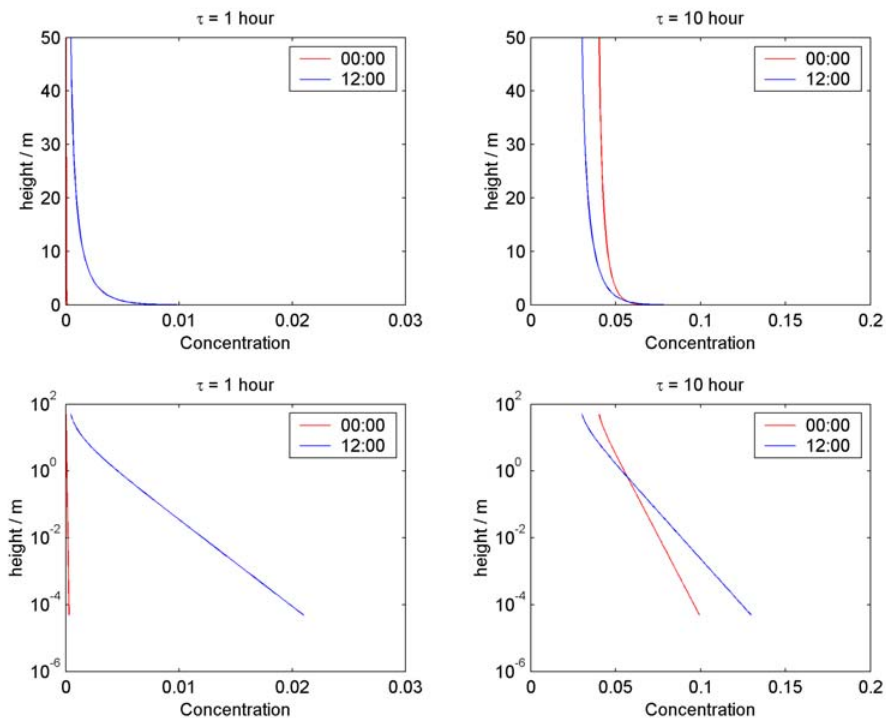 τ = 1 hour
50
40
30
20
10
0
height / m
00:00
12:00
0 0.01 0.02 0.03
Concentration
τ = 10 hour
50
40
30
20
10
0
height / m
00:00
12:00
0 0.05 0.1 0.15 0.2
Concentration
τ = 1 hour
10^2
10^0
10^-2
10^-4
10^-6
height / m
00:00
12:00
0 0.01 0.02 0.03
Concentration
τ = 10 hour
10^2
10^0
10^-2
10^-4
10^-6
height / m
00:00
12:00
0 0.05 0.1 0.15 0.2
Concentration